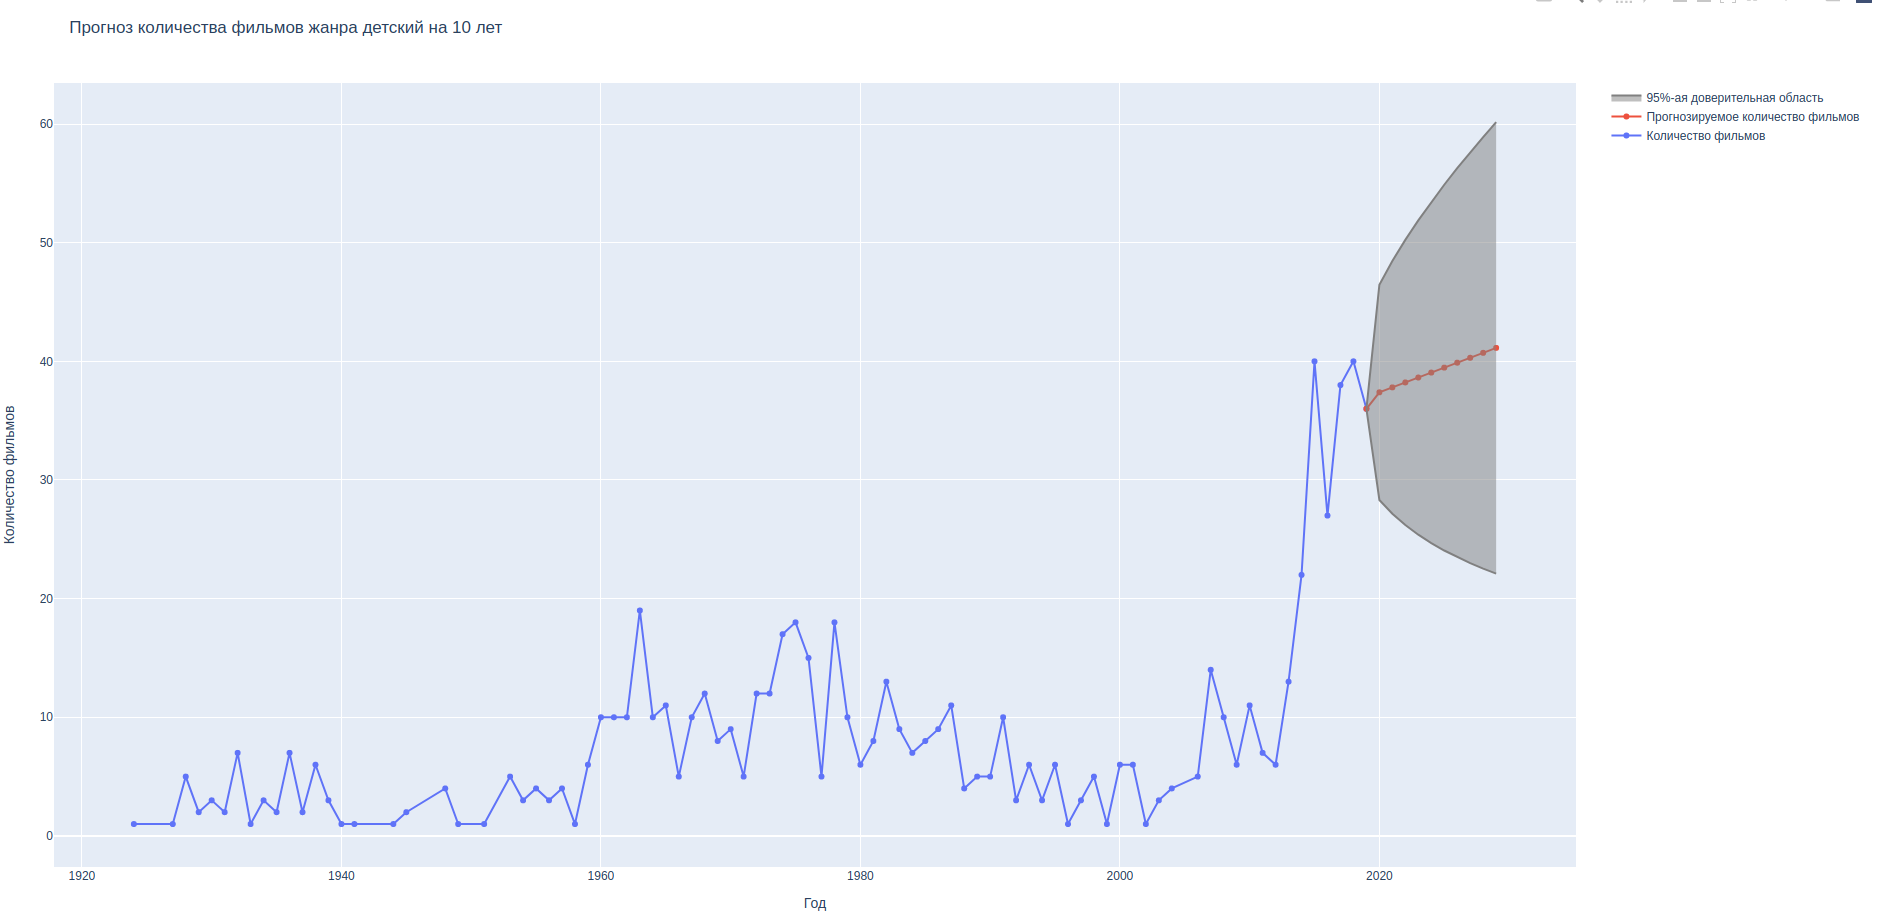 Прогноз количества фильмов жанра детский на 10 лет
95%-ая доверительная область
Прогнозируемое количество фильмов
Количество фильмов
60
50
40
30
20
10
0
Количество фильмов
1920
1940
1960
1980
2000
2020
Год